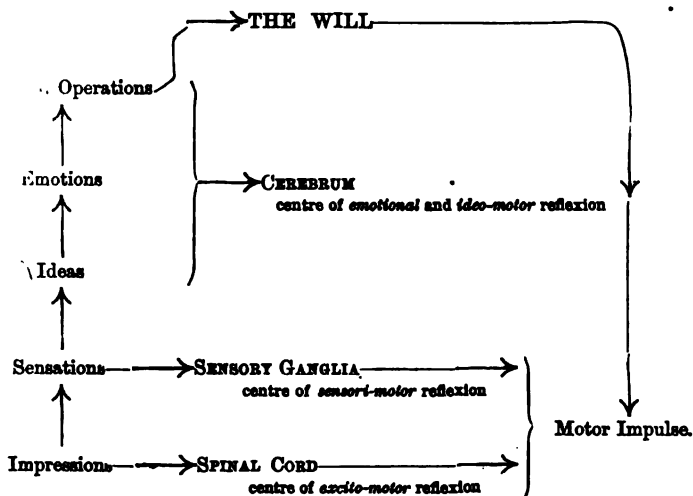 THE WILL
Operations
Emotions
CEREBRUM
centre of emotional and ideo-motor reflexion
Ideas
Sensations
SENSORY GANGLIA
centre of sensori-motor reflexion
Motor Impulse.
Impressions
SPINAL CORD
centre of excito-motor reflexion